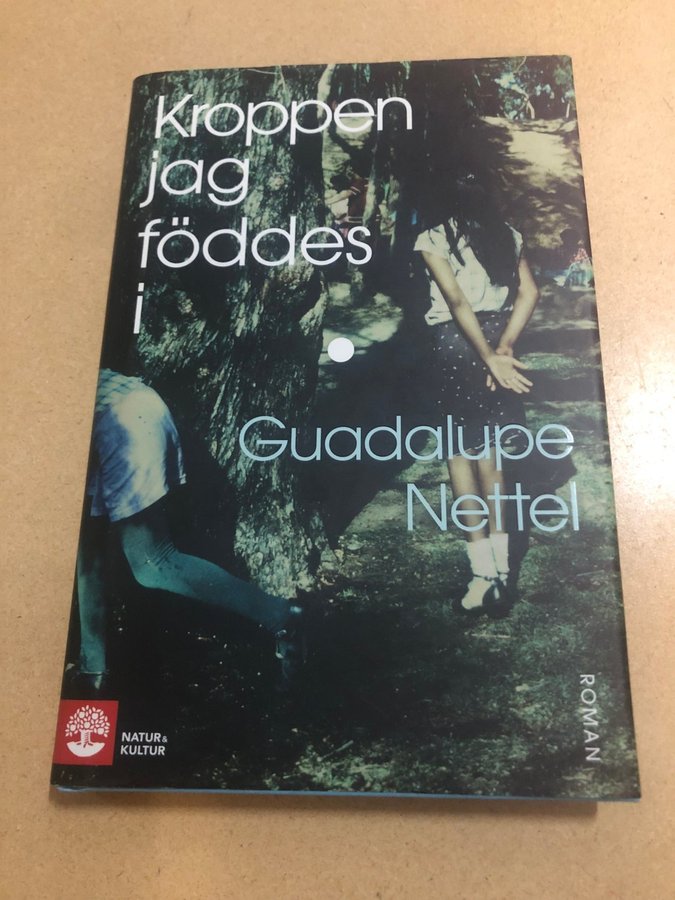 Kroppen
jag
föddes
i
Guadalupe
Nettel
ROMAN
NATUR&
KULTUR